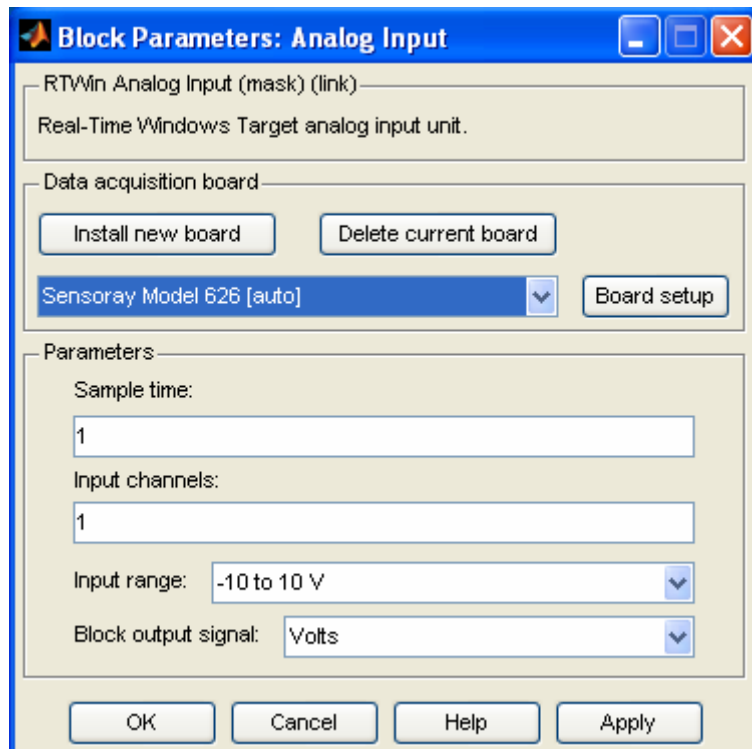 Block Parameters: Analog Input
RTWin Analog Input (mask) (link)
Real-Time Windows Target analog input unit.
Data acquisition board
Install new board
Delete current board
Sensoray Model 626 [auto]
Board setup
Parameters
Sample time:
1
Input channels:
1
Input range: -10 to 10 V
Block output signal: Volts
OK Cancel Help Apply